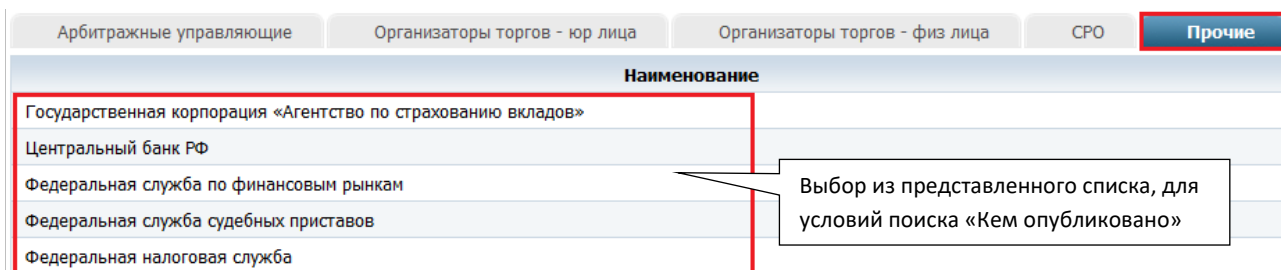 Арбитражные управляющие Организаторы торгов - юр лица Организаторы торгов - физ лица СРО Прочие
Наименование
Государственная корпорация «Агентство по страхованию вкладов»
Центральный банк РФ
Федеральная служба по финансовым рынкам
Федеральная служба судебных приставов
Федеральная налоговая служба
Выбор из представленного списка, для
условий поиска «Кем опубликовано»